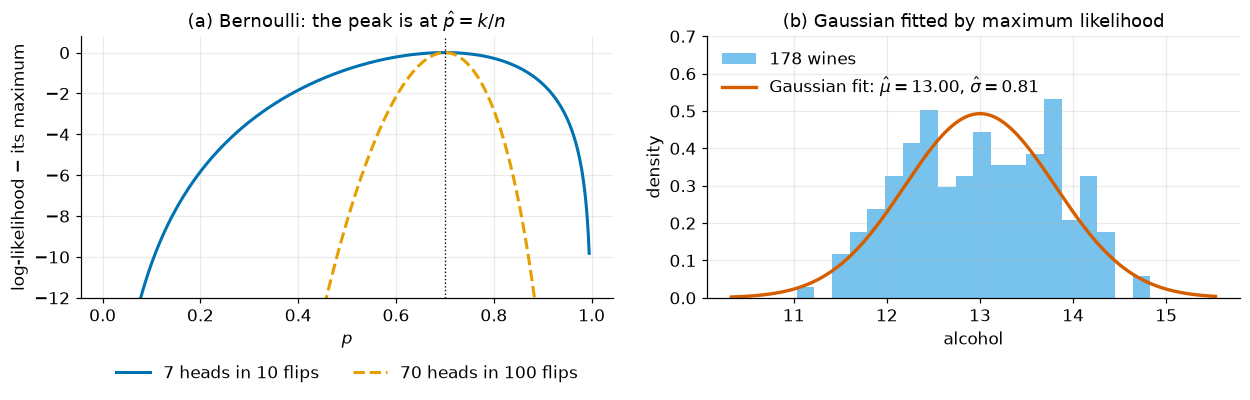 (a) Bernoulli: the peak is at p̂ = k/n
log-likelihood − its maximum
0
−2
−4
−6
−8
−10
−12
0.0 0.2 0.4 0.6 0.8 1.0
p
7 heads in 10 flips 70 heads in 100 flips
(b) Gaussian fitted by maximum likelihood
178 wines
Gaussian fit: μ̂ = 13.00, σ̂ = 0.81
density
0.7
0.6
0.5
0.4
0.3
0.2
0.1
0.0
11 12 13 14 15
alcohol